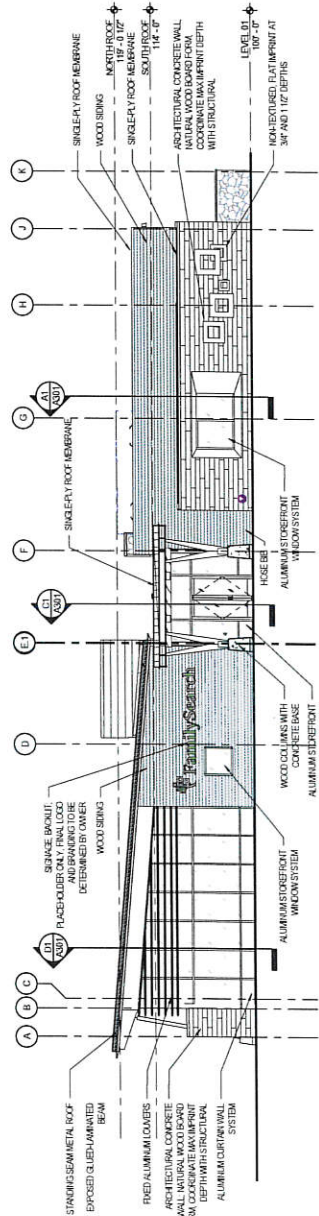 STANDING SEAM METAL ROOF
EXPOSED GLUED-LAMINATED
BEAM
FIXED ALUMINUM LOUVERS
ARCHITECTURAL CONCRETE
WALL, NATURAL WOOD BOARD
RM, COORDINATE MAX IMPRINT
DEPTH WITH STRUCTURAL
ALUMINUM CURTAIN WALL
SYSTEM
A
B
C
D1
A301
SIGNAGE, BACKLIT,
PLACEHOLDER ONLY, FINAL LOGO
AND BRANDING TO BE
DETERMINED BY OWNER
WOOD SIDING
D
FamilySearch
ALUMINUM STOREFRONT
WINDOW SYSTEM
E.1
C1
A301
WOOD COLUMNS WITH
CONCRETE BASE
ALUMINUM STOREFRONT
F
SINGLE-PLY ROOF MEMBRANE
HOSE BIB
ALUMINUM STOREFRONT
WINDOW SYSTEM
G
A1
A301
H
J
K
NORTH ROOF
119' - 0 1/2"
SINGLE-PLY ROOF MEMBRANE
WOOD SIDING
SOUTH ROOF
114' - 0"
SINGLE-PLY ROOF MEMBRANE
ARCHITECTURAL CONCRETE WALL,
NATURAL WOOD BOARD FORM,
COORDINATE MAX IMPRINT DEPTH
WITH STRUCTURAL
LEVEL 01
100' - 0"
NON-TEXTURED, FLAT IMPRINT AT
3/4" AND 1 1/2" DEPTHS